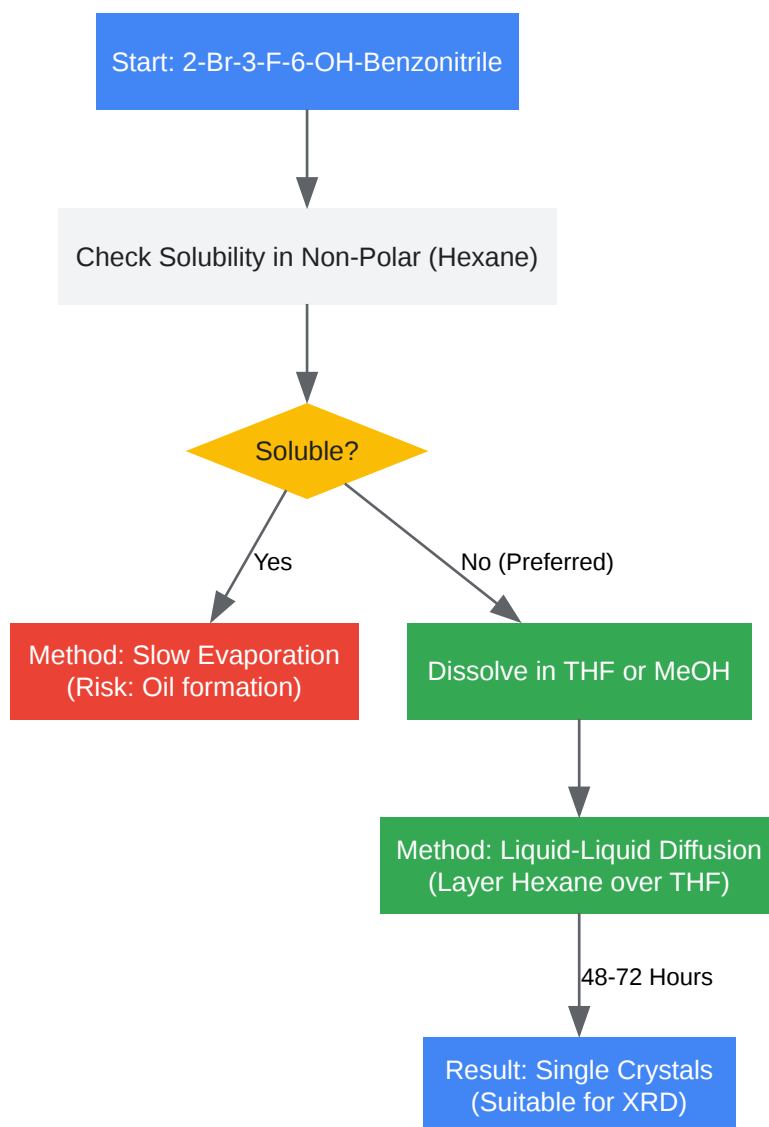 Start: 2-Br-3-F-6-OH-Benzonitrile
Check Solubility in Non-Polar (Hexane)
Soluble?
Yes
No (Preferred)
Method: Slow Evaporation
(Risk: Oil formation)
Dissolve in THF or MeOH
Method: Liquid-Liquid Diffusion
(Layer Hexane over THF)
48-72 Hours
Result: Single Crystals
(Suitable for XRD)